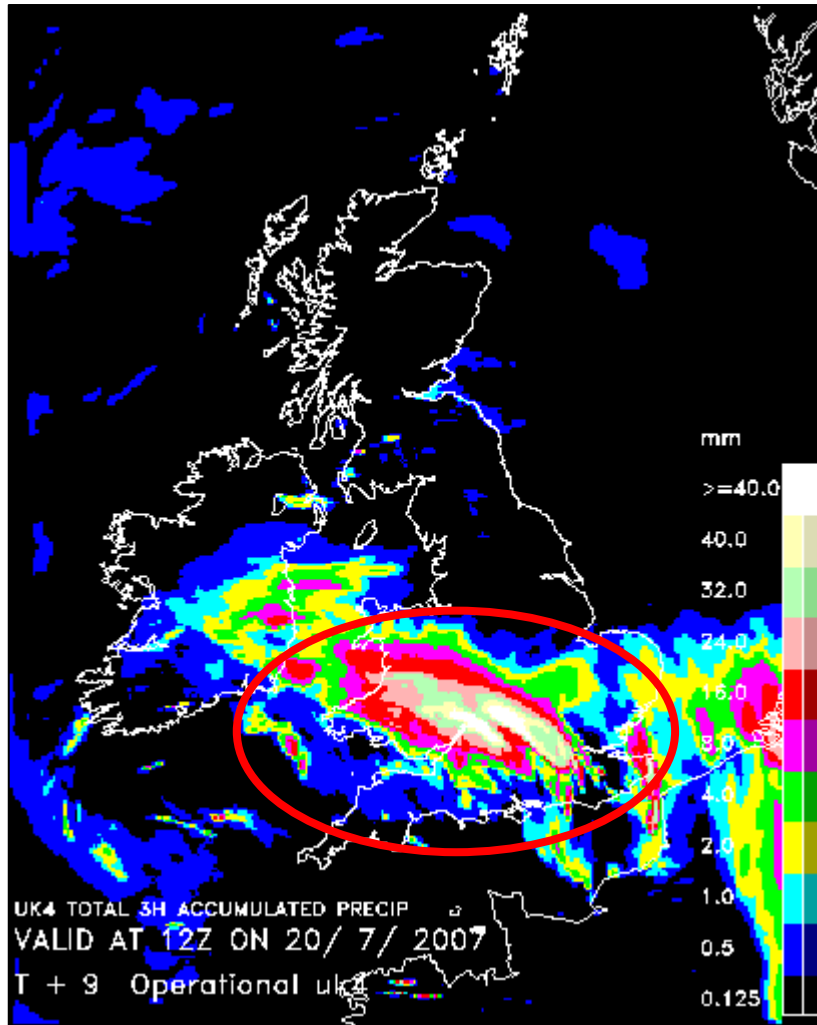 mm
>=40.0
40.0
32.0
24.0
16.0
8.0
4.0
2.0
1.0
0.5
0.125
UK4 TOTAL 3H ACCUMULATED PRECIP
VALID AT 12Z ON 20/ 7/ 2007
T + 9 Operational uk4